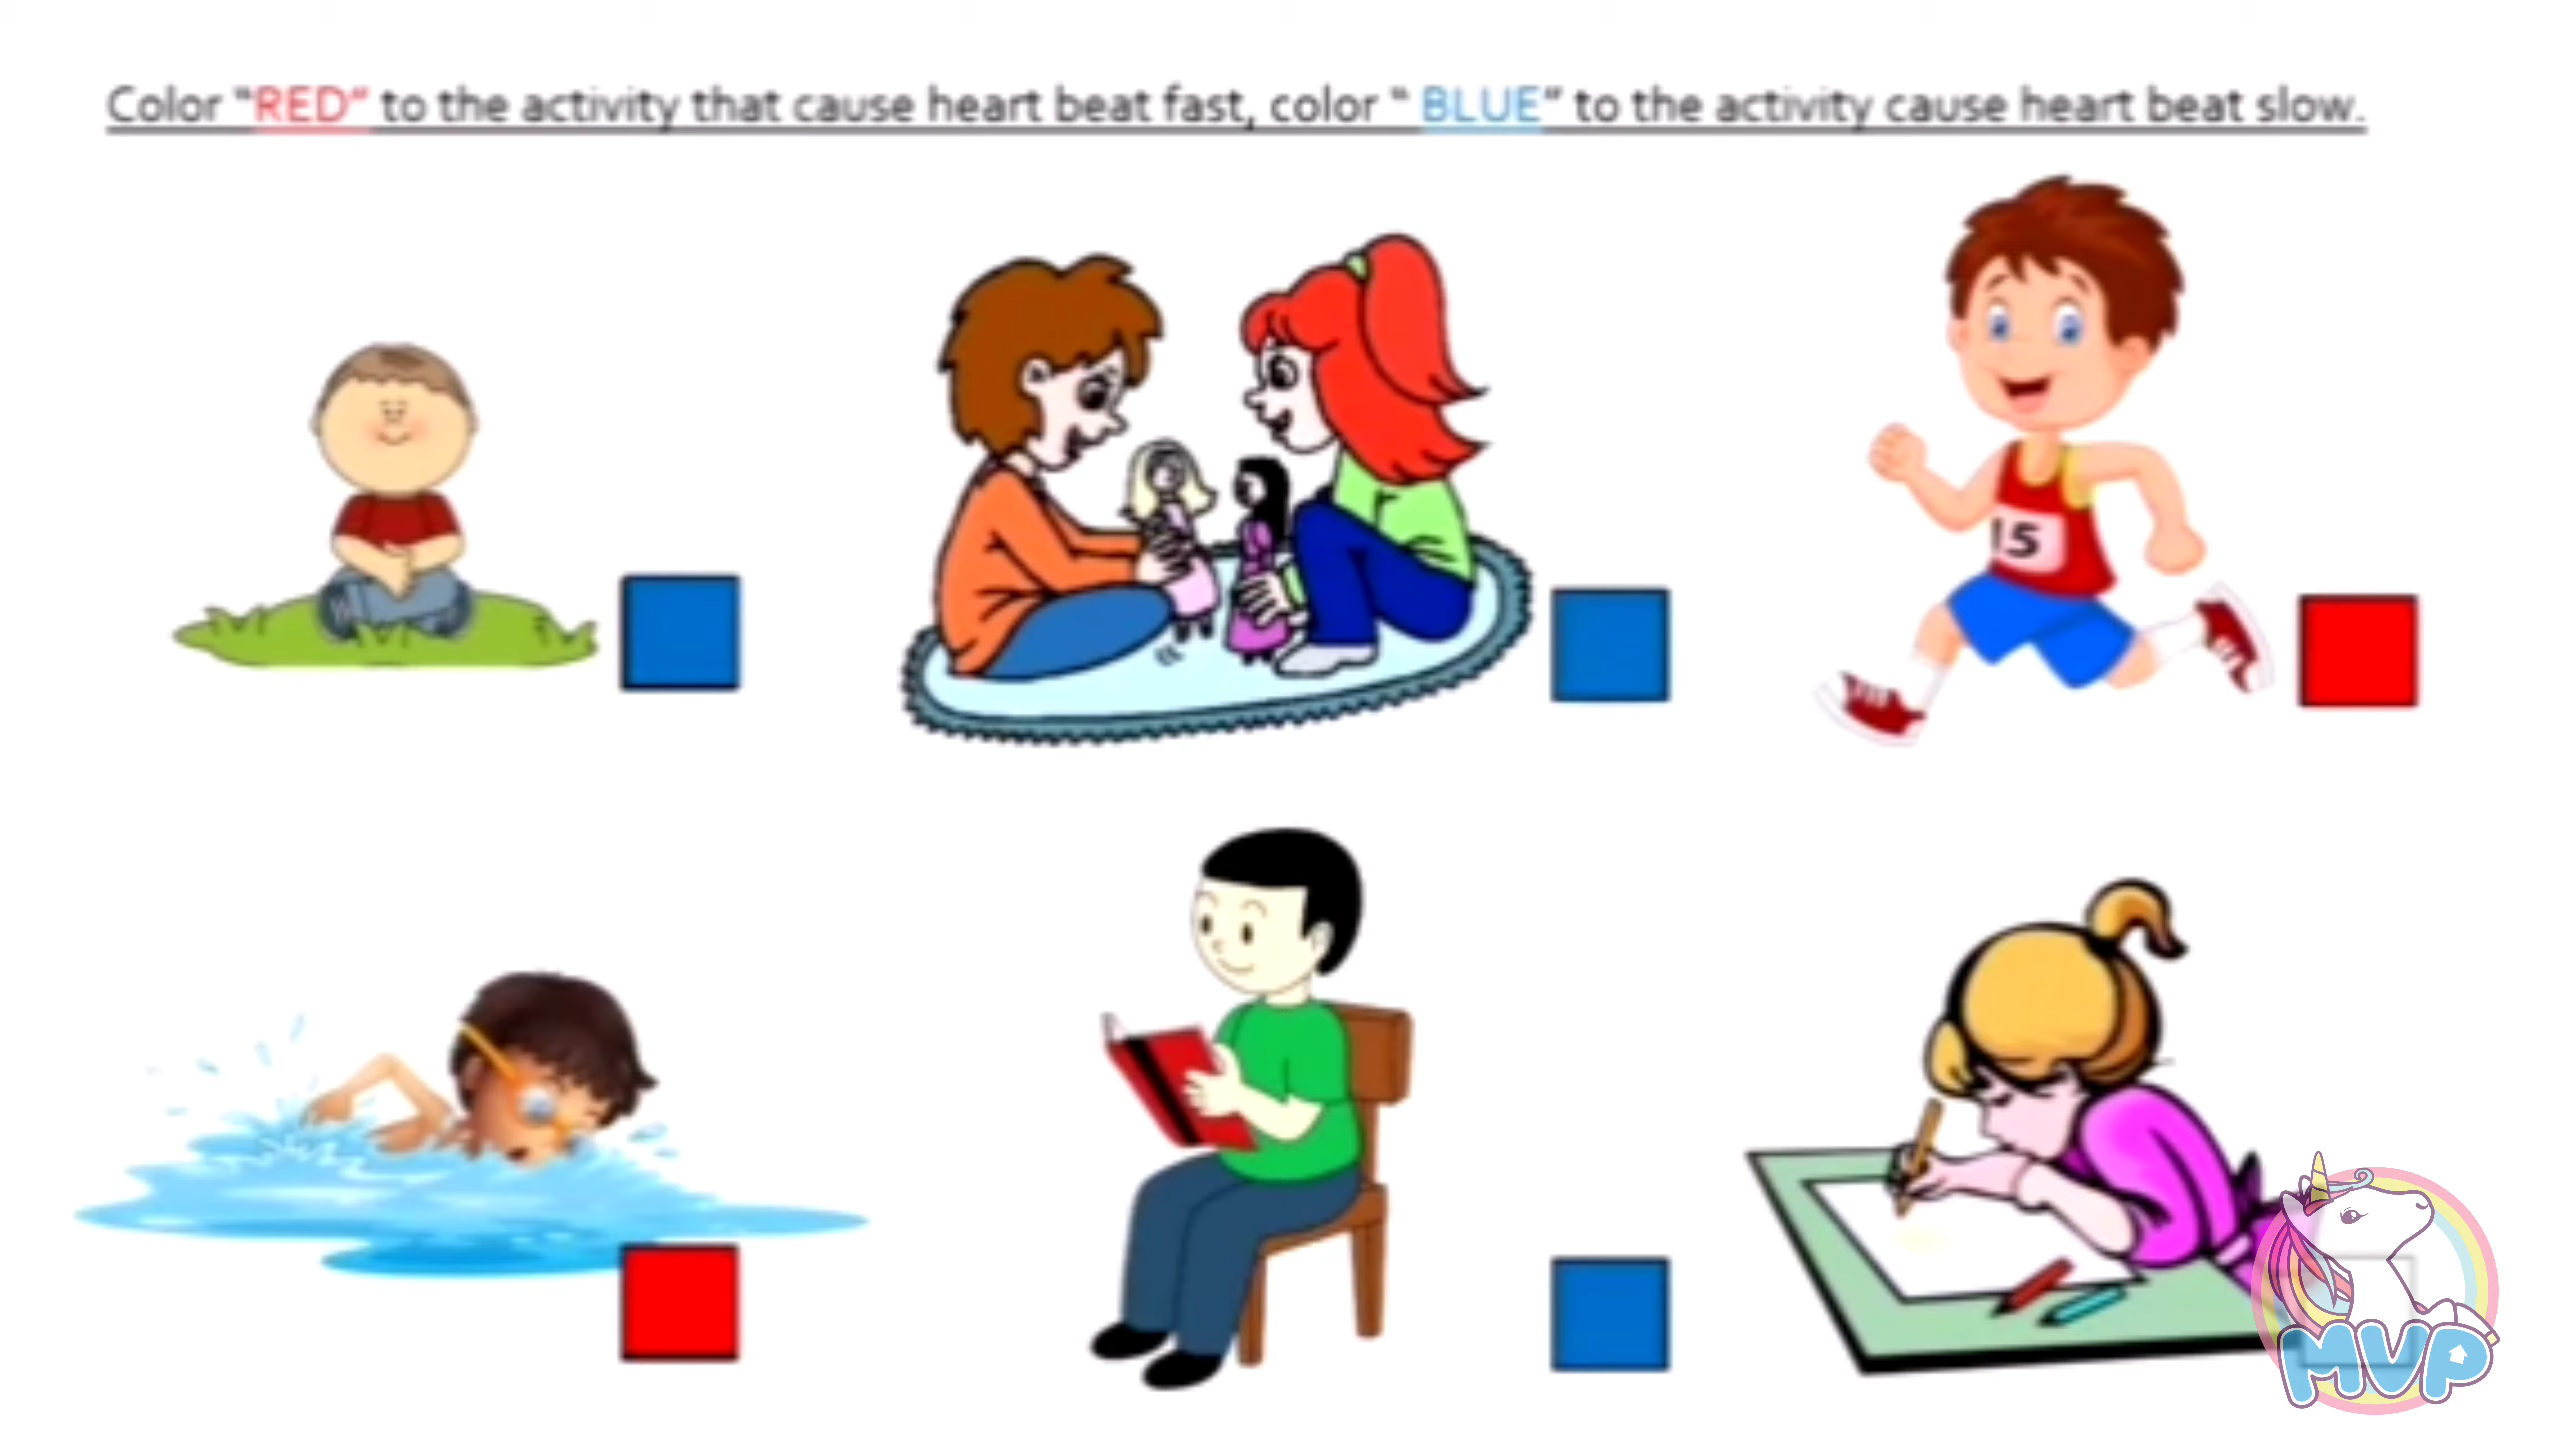 Color “RED” to the activity that cause heart beat fast, color “ BLUE” to the activity cause heart beat slow.
15
MVP